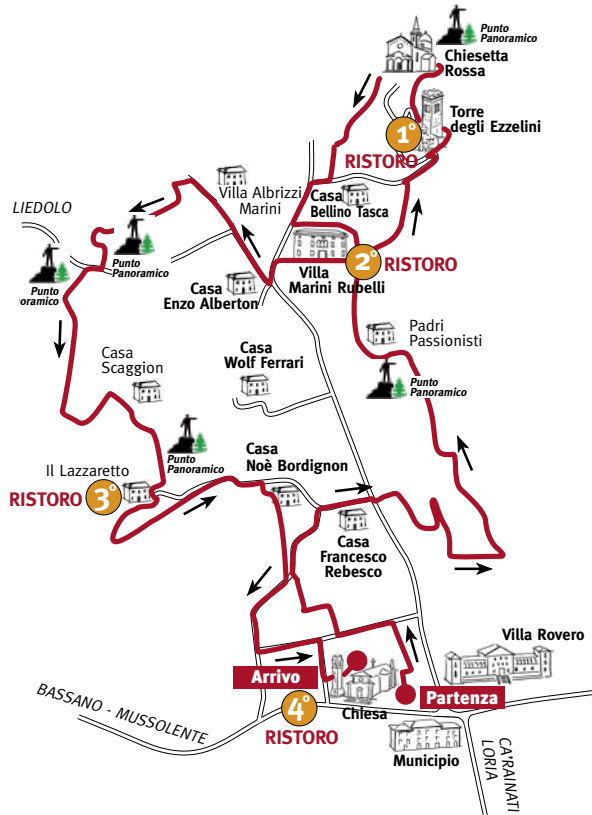 Punto
Panoramico
Chiesetta
Rossa
Torre
degli Ezzelini
1°
RISTORO
Villa Albrizzi
Marini
Casa
Bellino Tasca
LIEDOLO
Punto
Panoramico
Punto
oramico
2°
RISTORO
Villa
Marini Rubelli
Casa
Enzo Alberton
Padri
Passionisti
Punto
Panoramico
Casa
Scaggion
Casa
Wolf Ferrari
Punto
Panoramico
Casa
Noè Bordignon
Il Lazzaretto
RISTORO
3°
Casa
Francesco
Rebesco
Villa Rovero
Arrivo
Partenza
Chiesa
4°
RISTORO
BASSANO - MUSSOLENTE
Municipio
CA'RAINATI
LORIA